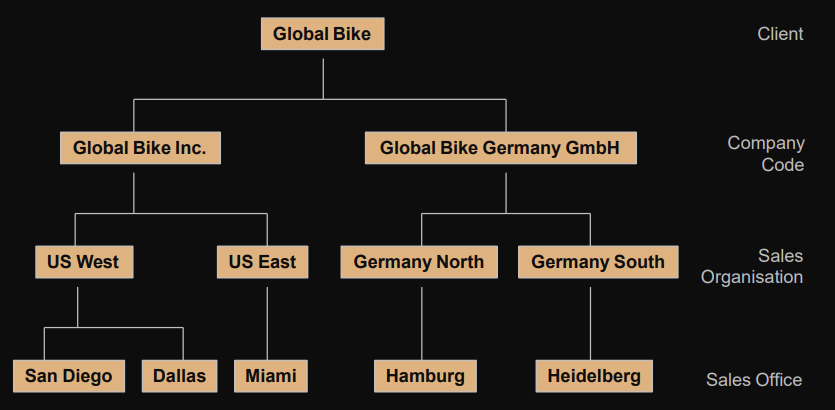 Global Bike
Client
Global Bike Inc.
Global Bike Germany GmbH
Company
Code
US West
US East
Germany North
Germany South
Sales
Organisation
San Diego
Dallas
Miami
Hamburg
Heidelberg
Sales Office